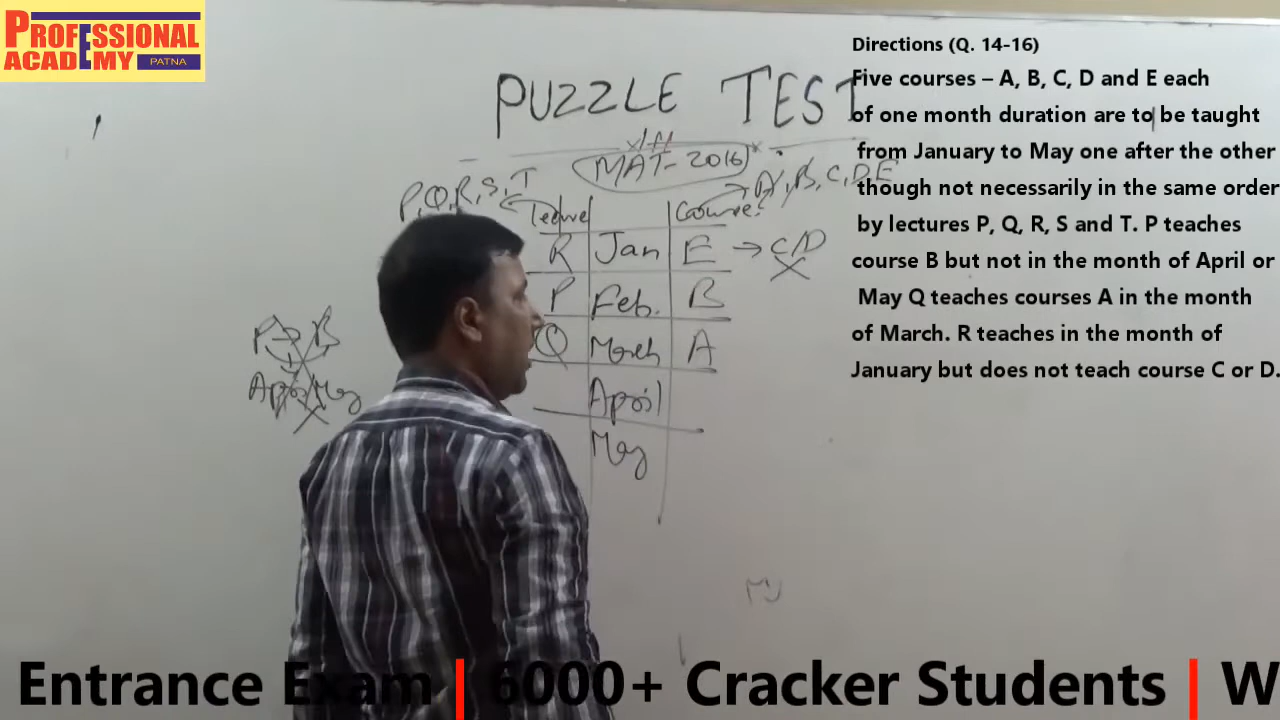 PROFESSIONAL
ACADEMY
PATNA
PUZZLE TEST
MAT-2016
P, Q, R, S, T
A, B, C, D, E
Course
R Jan E → C/D
P Feb. B
Q March A
April
May
P → B
April May
Directions (Q. 14-16)
Five courses – A, B, C, D and E each
of one month duration are to be taught
from January to May one after the other
though not necessarily in the same order
by lectures P, Q, R, S and T. P teaches
course B but not in the month of April or
May Q teaches courses A in the month
of March. R teaches in the month of
January but does not teach course C or D.
Entrance Exam | 6000+ Cracker Students | W